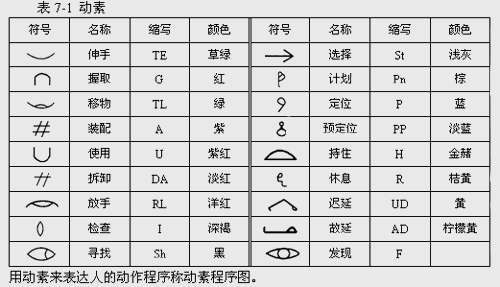 表 7-1 动素
符号 名称 缩写 颜色 符号 名称 缩写 颜色
伸手 TE 草绿 选择 St 浅灰
握取 G 红 计划 Pn 棕
移物 TL 绿 定位 P 蓝
装配 A 紫 预定位 PP 淡蓝
使用 U 紫红 持住 H 金赭
拆卸 DA 淡红 休息 R 桔黄
放手 RL 洋红 迟延 UD 黄
检查 I 深褐 故延 AD 柠檬黄
寻找 Sh 黑 发现 F
用动素来表达人的动作程序称动素程序图。